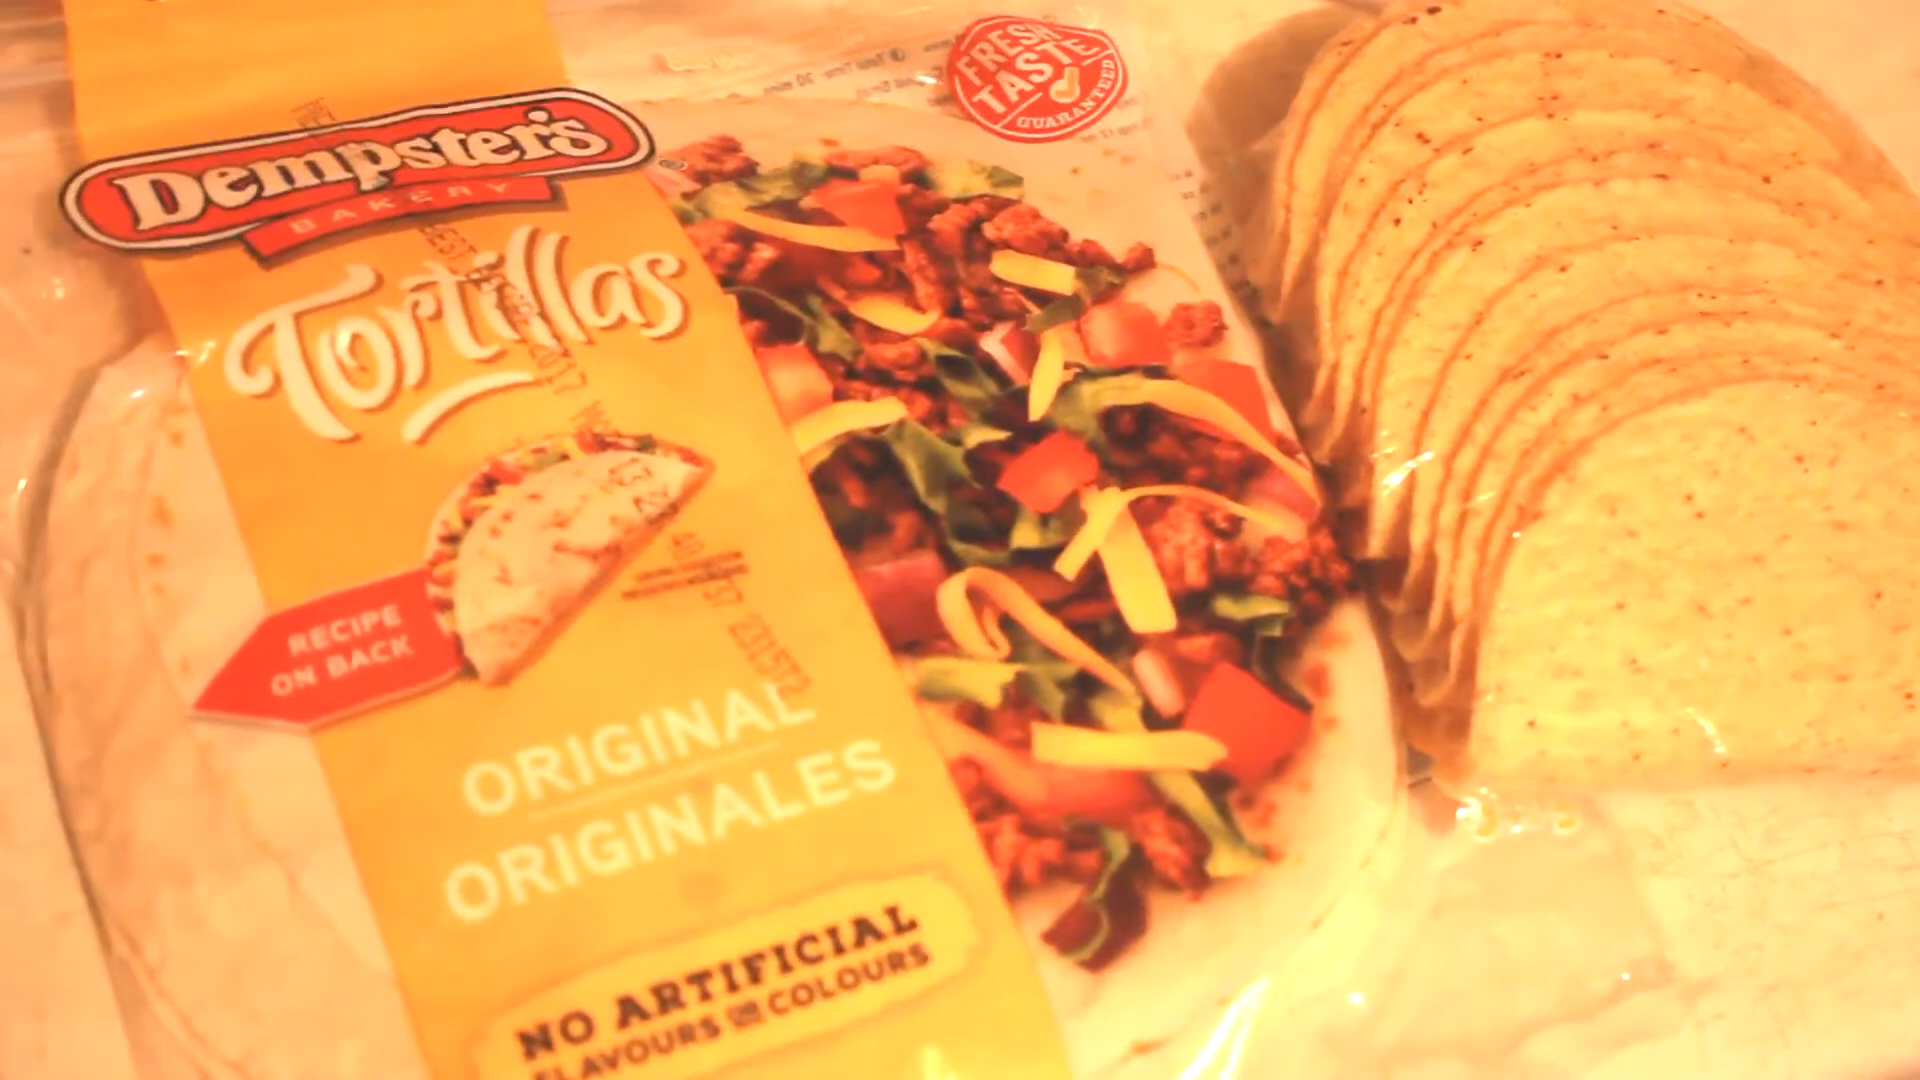 Dempster's
BAKERY
Tortillas
RECIPE
ON BACK
ORIGINAL
ORIGINALES
NO ARTIFICIAL
FLAVOURS COLOURS
FRESH
TASTE
GUARANTEED